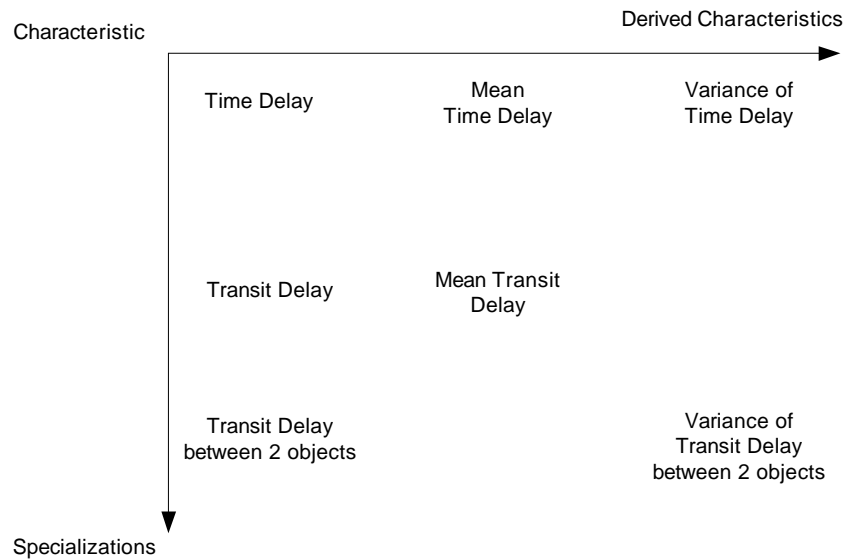 Derived Characteristics
Characteristic
Time Delay
Mean
Time Delay
Variance of
Time Delay
Transit Delay
Mean Transit
Delay
Transit Delay
between 2 objects
Variance of
Transit Delay
between 2 objects
Specializations